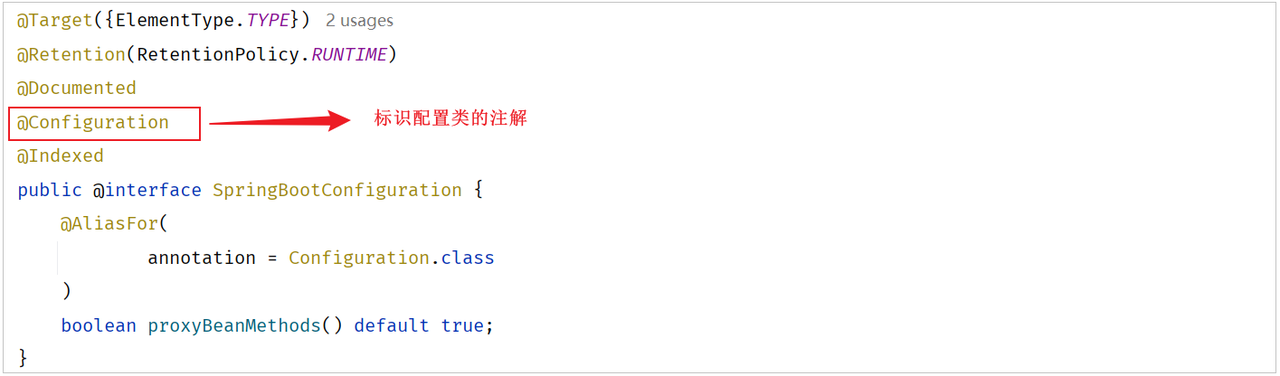 @Target({ElementType.TYPE}) 2 usages
@Retention(RetentionPolicy.RUNTIME)
@Documented
@Configuration 标识配置类的注解
@Indexed
public @interface SpringBootConfiguration {
    @AliasFor(
            annotation = Configuration.class
    )
    boolean proxyBeanMethods() default true;
}